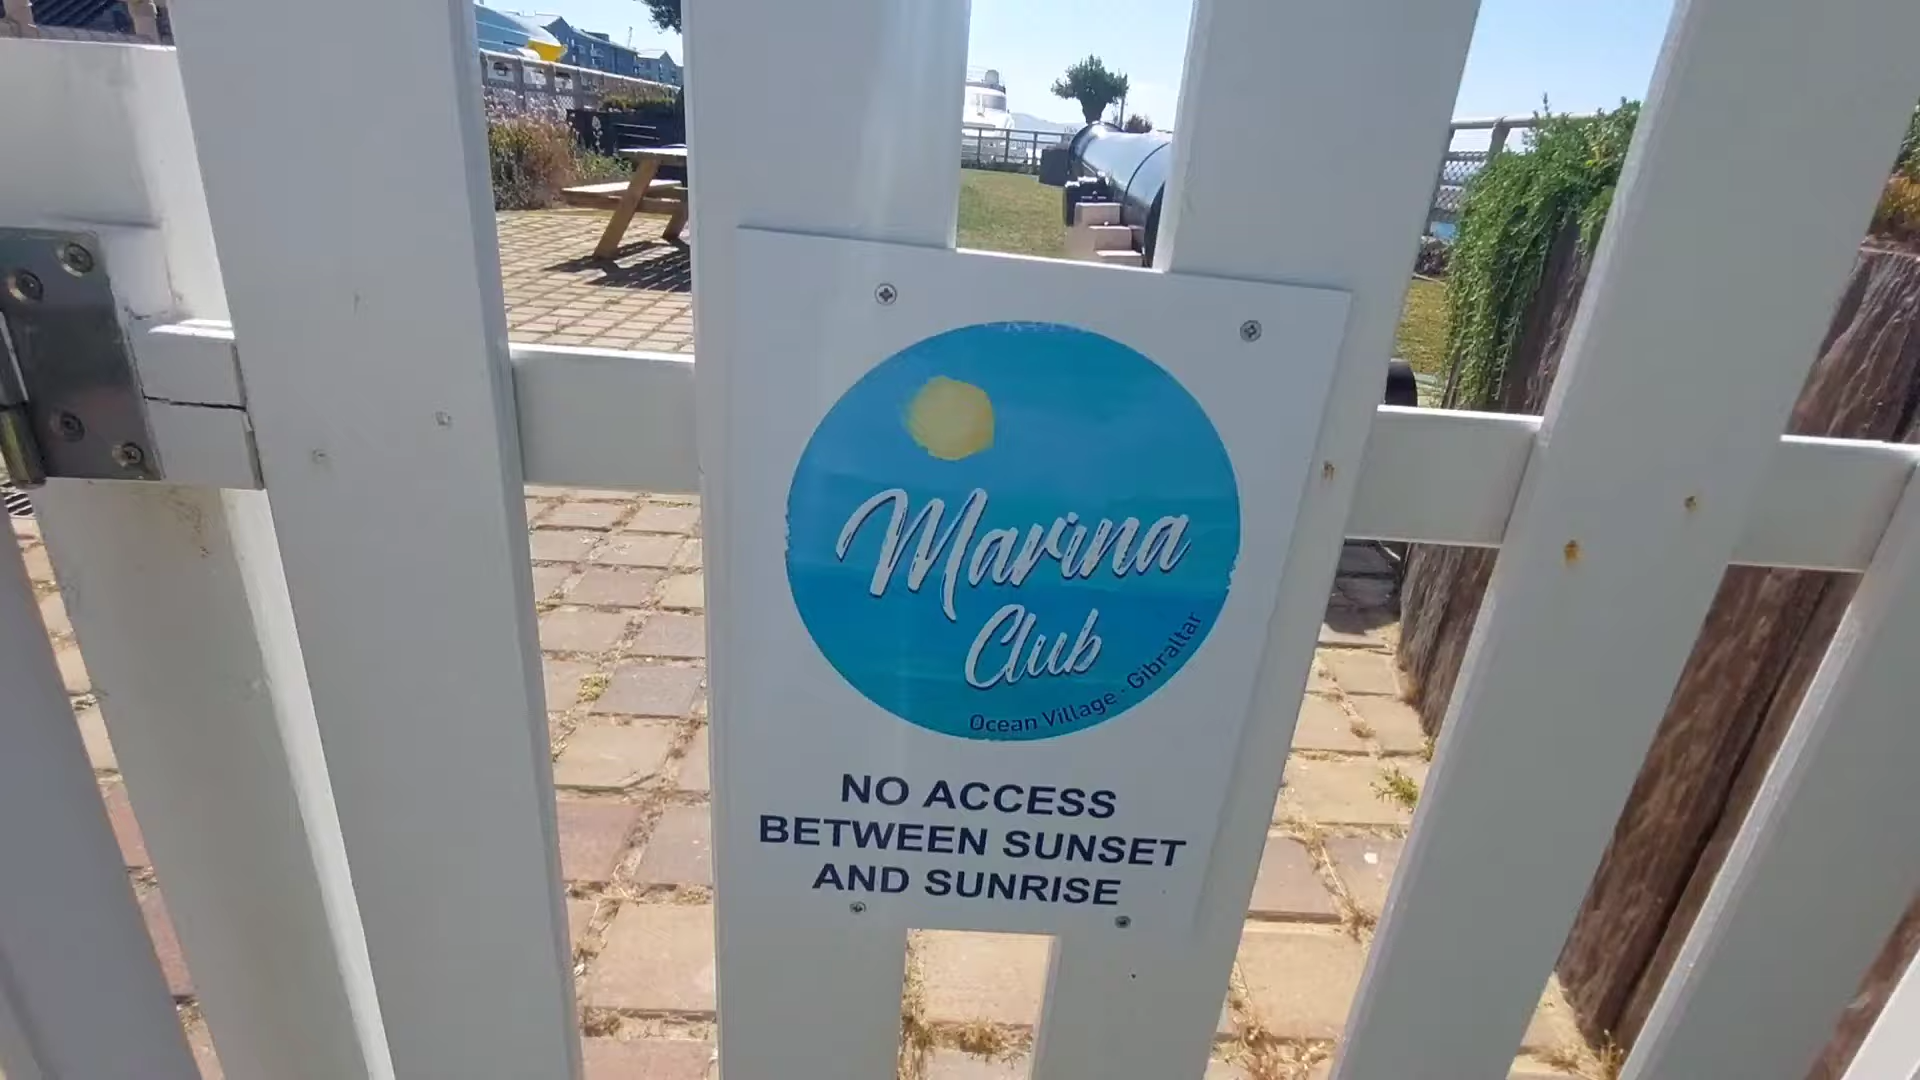 Marina
Club
Ocean Village · Gibraltar
NO ACCESS
BETWEEN SUNSET
AND SUNRISE